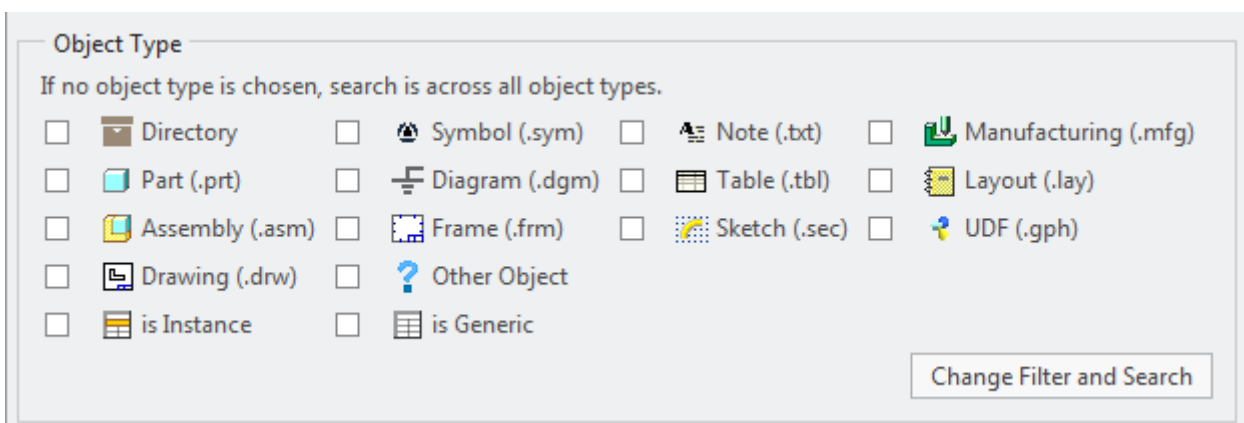 Object Type
If no object type is chosen, search is across all object types.
Directory Symbol (.sym) Note (.txt) Manufacturing (.mfg)
Part (.prt) Diagram (.dgm) Table (.tbl) Layout (.lay)
Assembly (.asm) Frame (.frm) Sketch (.sec) UDF (.gph)
Drawing (.drw) Other Object
is Instance is Generic
Change Filter and Search